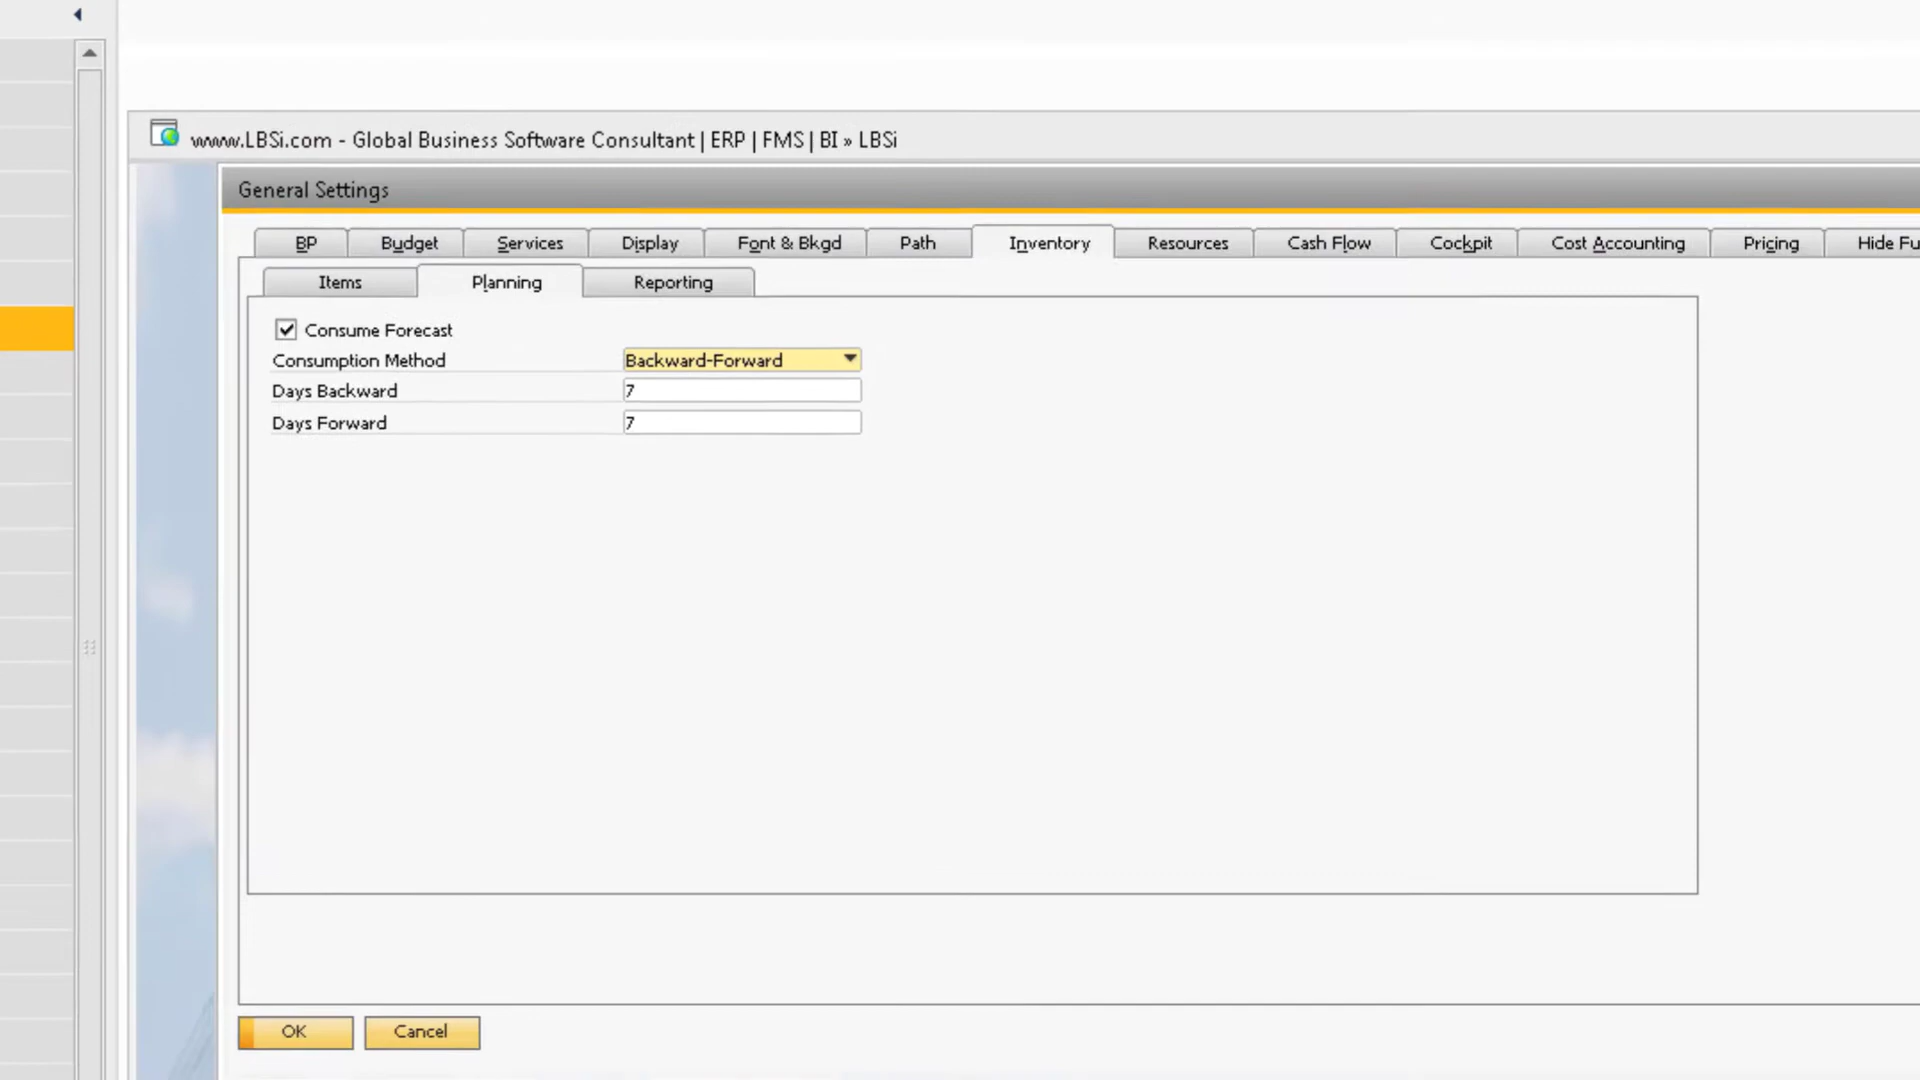 www.LBSi.com - Global Business Software Consultant | ERP | FMS | BI » LBSi
General Settings
BP Budget Services Display Font & Bkgd Path Inventory Resources Cash Flow Cockpit Cost Accounting Pricing Hide Fu
Items Planning Reporting
Consume Forecast
Consumption Method Backward-Forward
Days Backward 7
Days Forward 7
OK Cancel